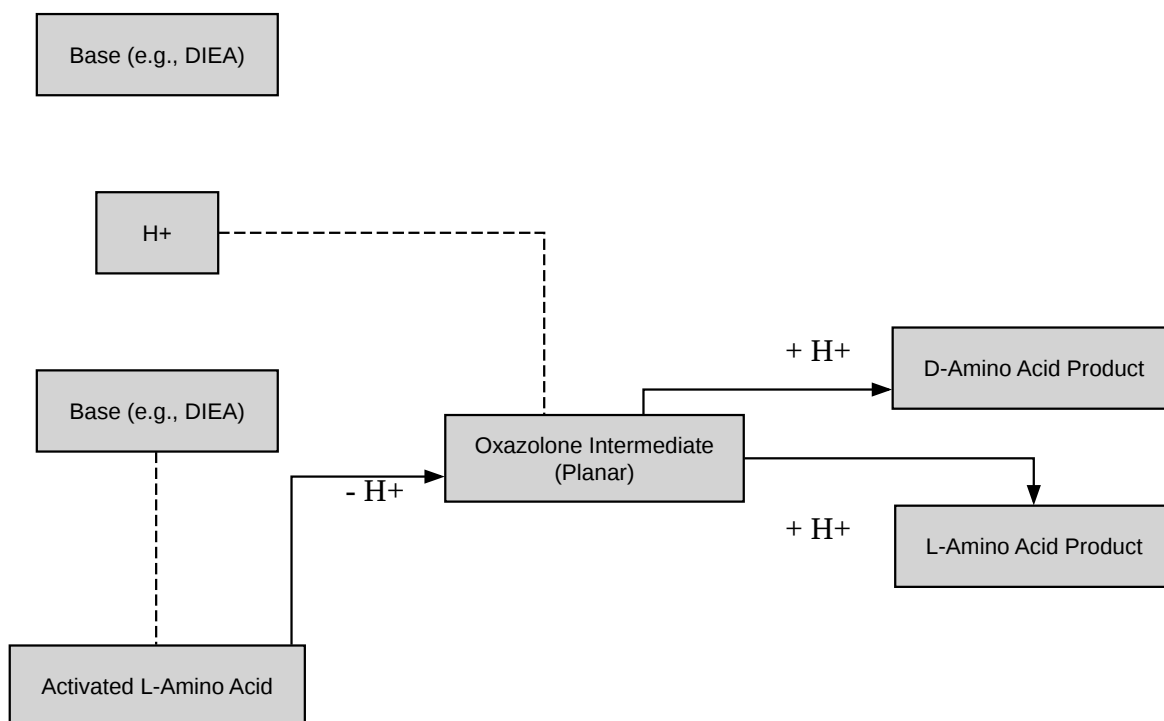 Base (e.g., DIEA)
H+
Base (e.g., DIEA)
Activated L-Amino Acid
- H+
Oxazolone Intermediate
(Planar)
+ H+
D-Amino Acid Product
+ H+
L-Amino Acid Product